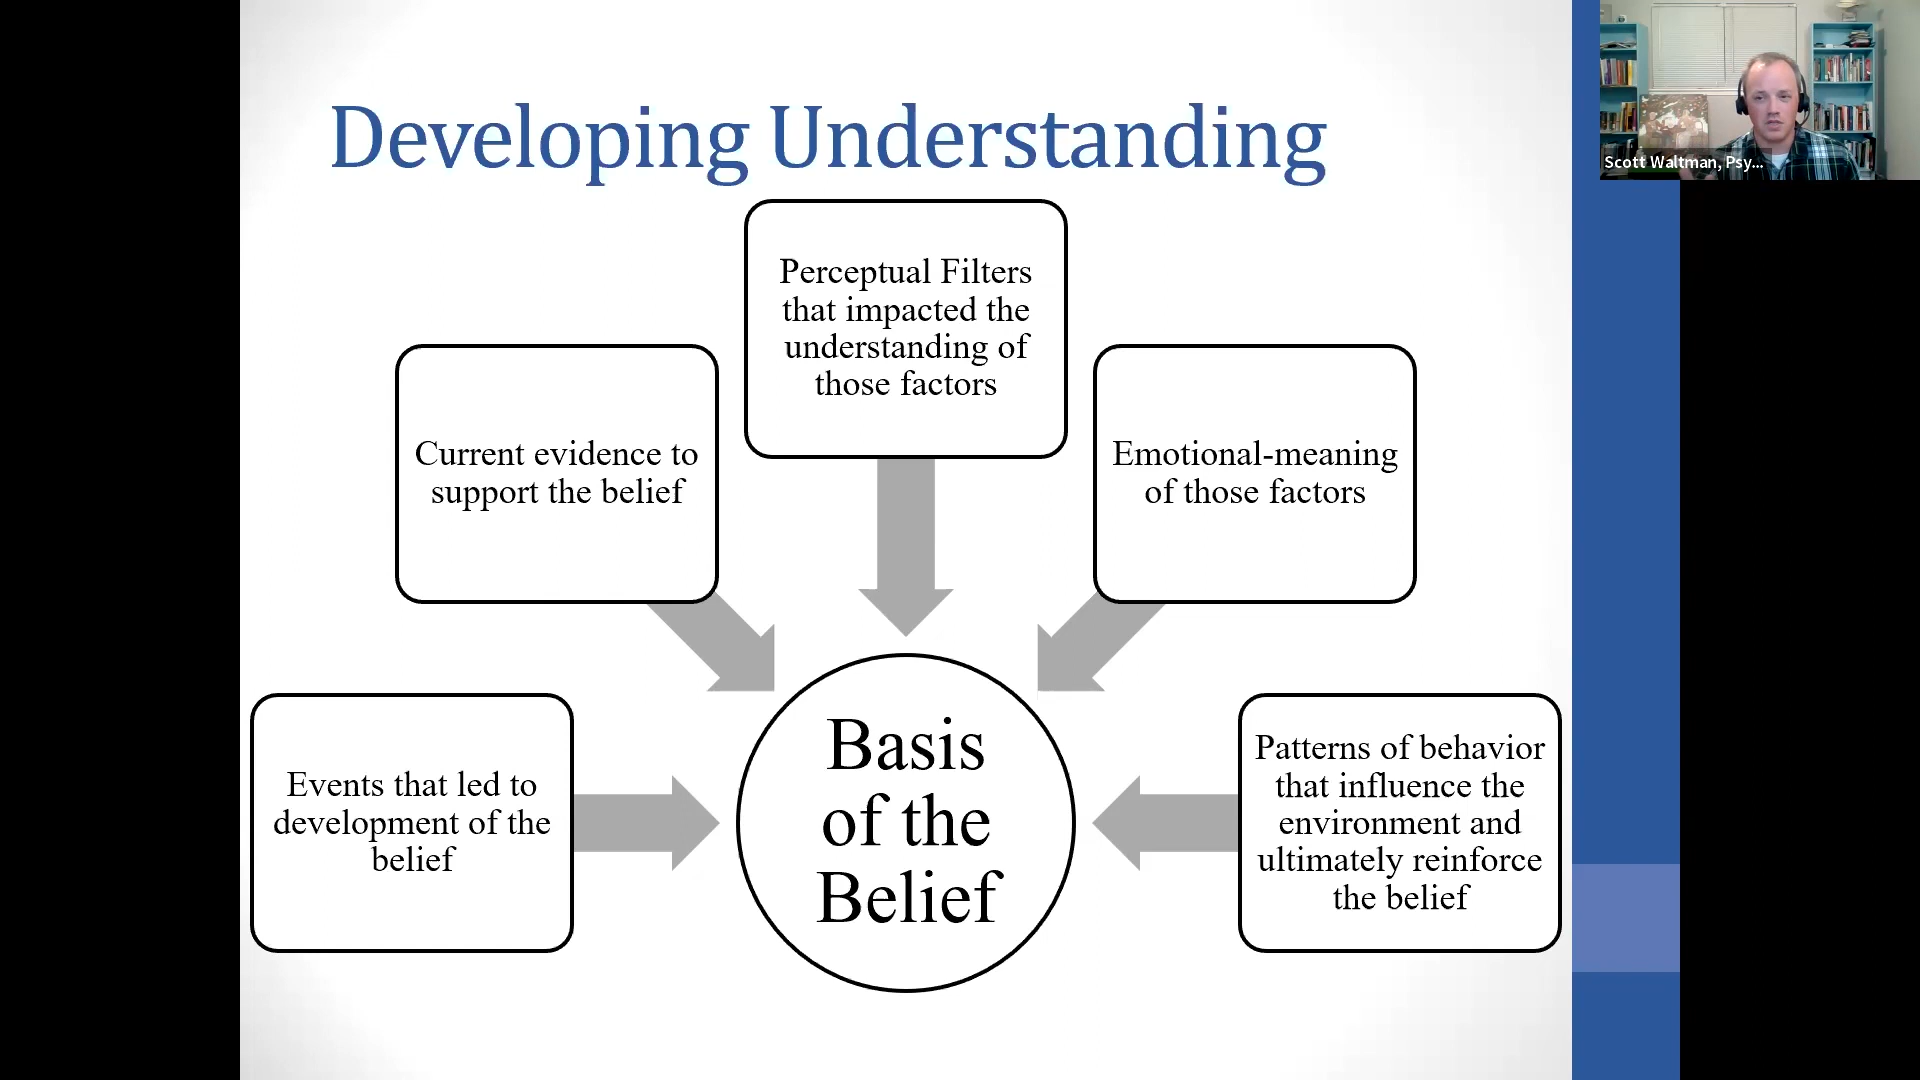 Developing Understanding
Scott Waltman, Psy...
Perceptual Filters
that impacted the
understanding of
those factors
Current evidence to
support the belief
Emotional-meaning
of those factors
Events that led to
development of the
belief
Basis
of the
Belief
Patterns of behavior
that influence the
environment and
ultimately reinforce
the belief